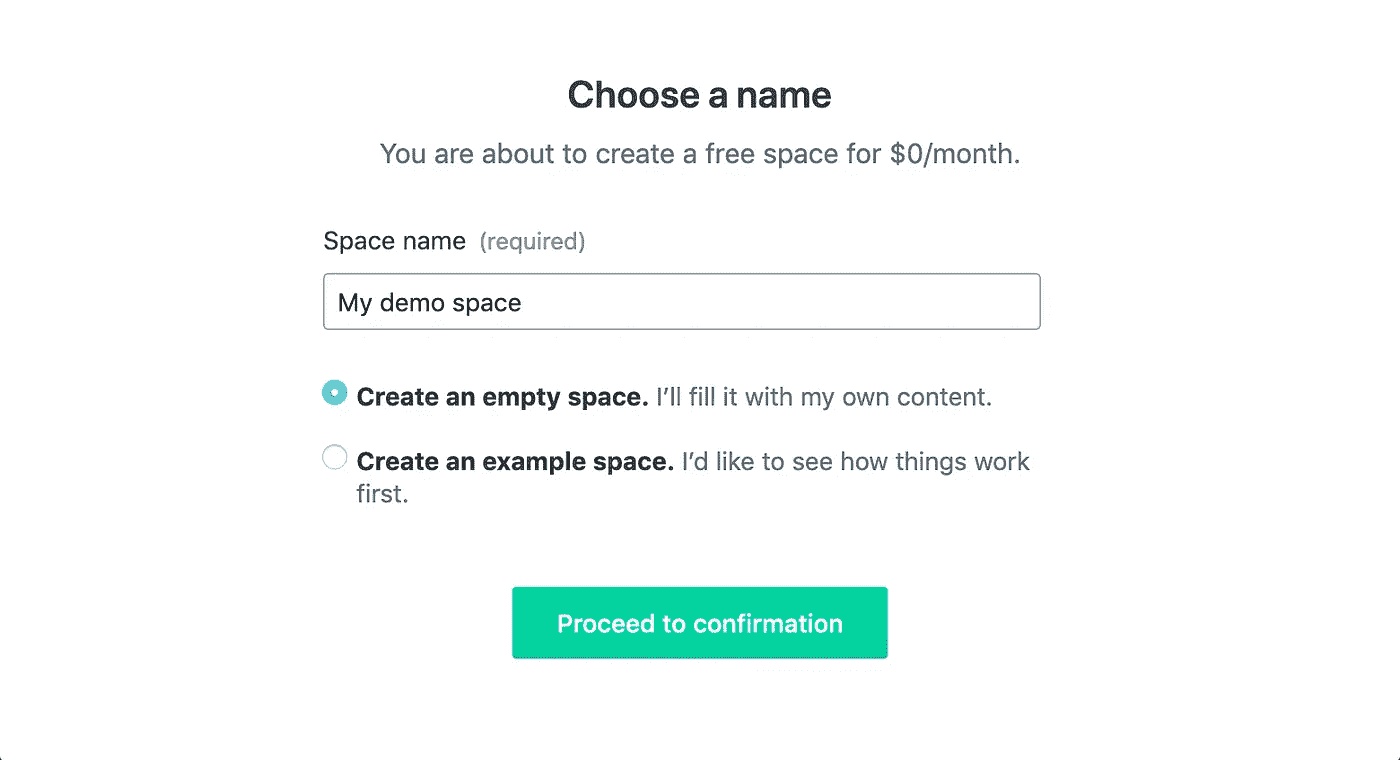 Choose a name
You are about to create a free space for $0/month.
Space name (required)
My demo space
Create an empty space. I’ll fill it with my own content.
Create an example space. I’d like to see how things work
first.
Proceed to confirmation